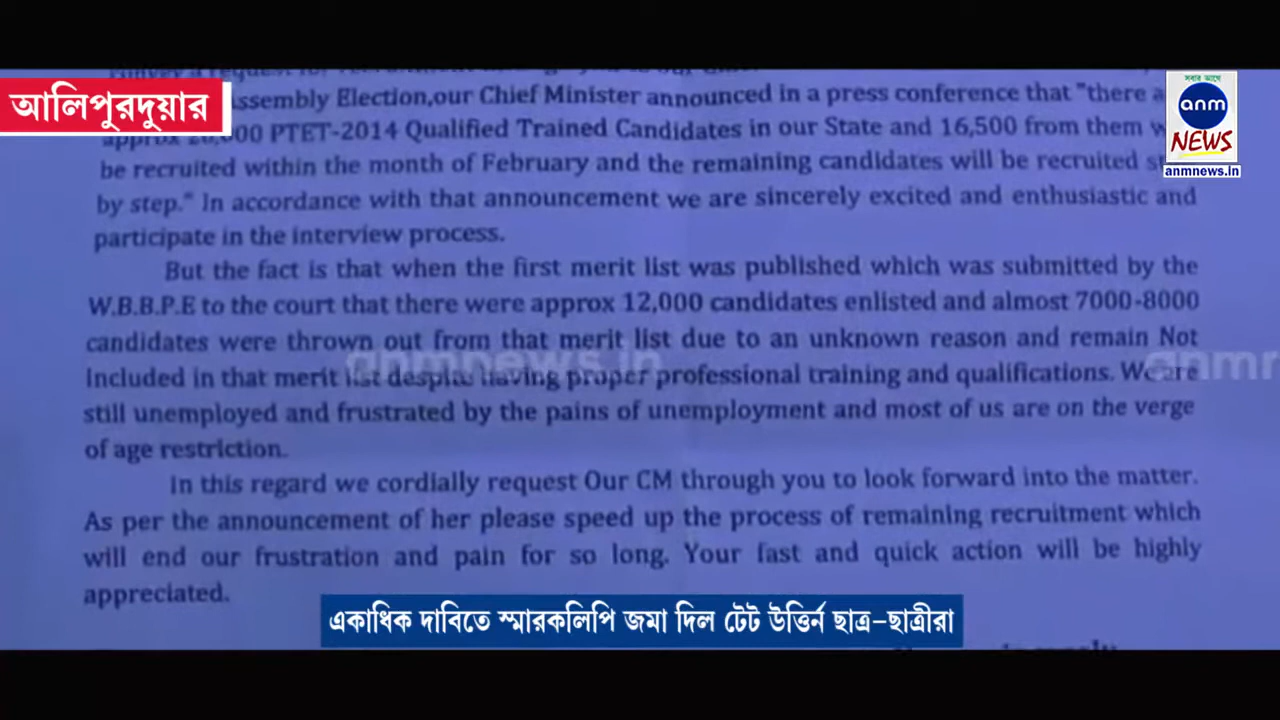 আলিপুরদুয়ার
সবার আগে
anm
NEWS
anmnews.in
Assembly Election,our Chief Minister announced in a press conference that "there
approx 20,000 PTET-2014 Qualified Trained Candidates in our State and 16,500 from them
be recruited within the month of February and the remaining candidates will be recruited
by step." In accordance with that announcement we are sincerely excited and enthusiastic and
participate in the interview process.
But the fact is that when the first merit list was published which was submitted by the
W.B.B.P.E to the court that there were approx 12,000 candidates enlisted and almost 7000-8000
candidates were thrown out from that merit list due to an unknown reason and remain Not
Included in that merit list despite having proper professional training and qualifications. We are
still unemployed and frustrated by the pains of unemployment and most of us are on the verge
of age restriction.
In this regard we cordially request Our CM through you to look forward into the matter.
As per the announcement of her please speed up the process of remaining recruitment which
will end our frustration and pain for so long. Your fast and quick action will be highly
appreciated.
anmnews.in
একাধিক দাবিতে স্মারকলিপি জমা দিল টেট উত্তির্ন ছাত্র-ছাত্রীরা